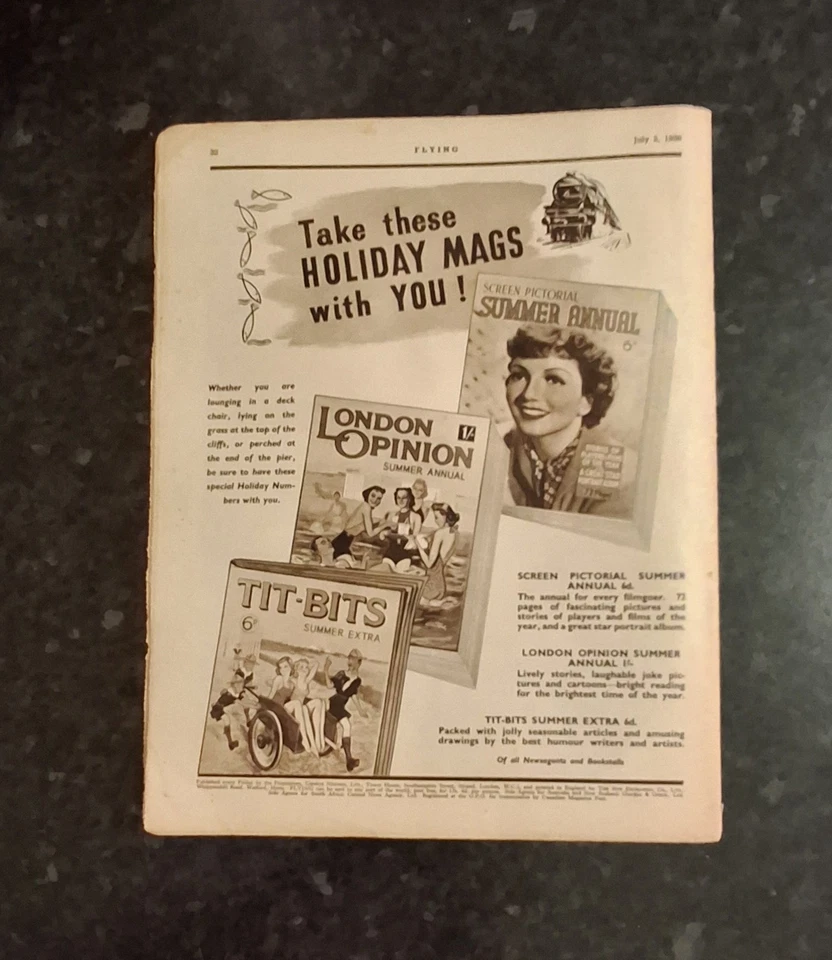 32
FLYING
Take these
HOLIDAY MAGS
with YOU!
SCREEN PICTORIAL
SUMMER ANNUAL
6D
Whether you are
lounging in a deck
chair, lying on the
grass at the top of the
cliffs, or perched at
the end of the pier,
be sure to have these
special Holiday Num-
bers with you.
LONDON
OPINION
1/-
SUMMER ANNUAL
TIT-BITS
6D
SUMMER EXTRA
SCREEN PICTORIAL SUMMER
ANNUAL 6d.
The annual for every filmgoer. 72
pages of fascinating pictures and
stories of players and films of the
year, and a great star portrait album.
LONDON OPINION SUMMER
ANNUAL 1/-.
Lively stories, laughable joke pic-
tures and cartoons—bright reading
for the brightest time of the year.
TIT-BITS SUMMER EXTRA 6d.
Packed with jolly seasonable articles and amusing
drawings by the best humour writers and artists.
Of all Newsagents and Bookstalls